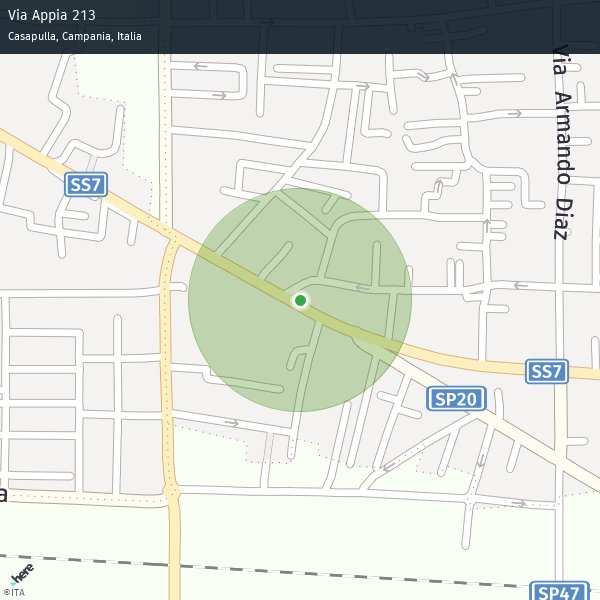 Via Appia 213
Casapulla, Campania, Italia
Via Armando Diaz
SS7
SS7
SP20
a
here
©ITA
SP47